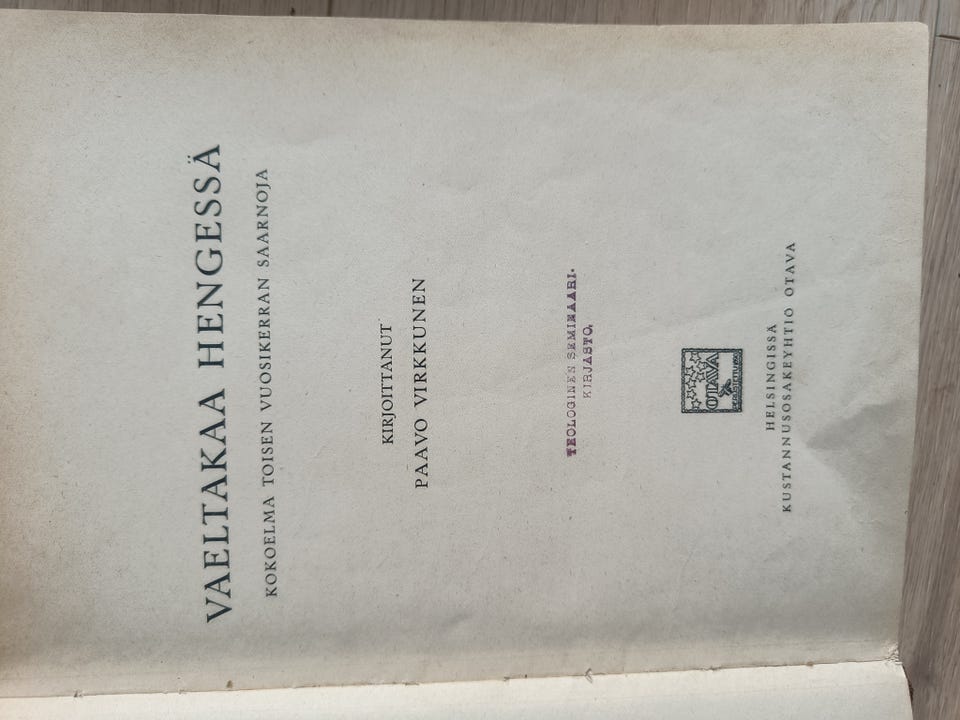 VAELTAKAA HENGESSÄ
KOKOELMA TOISEN VUOSIKERRAN SAARNOJA
KIRJOITTANUT
PAAVO VIRKKUNEN
TEOLOGINEN SEMINAARI.
KIRJASTO.
OTAVA
HELSINGISSÄ
KUSTANNUSOSAKEYHTIÖ OTAVA